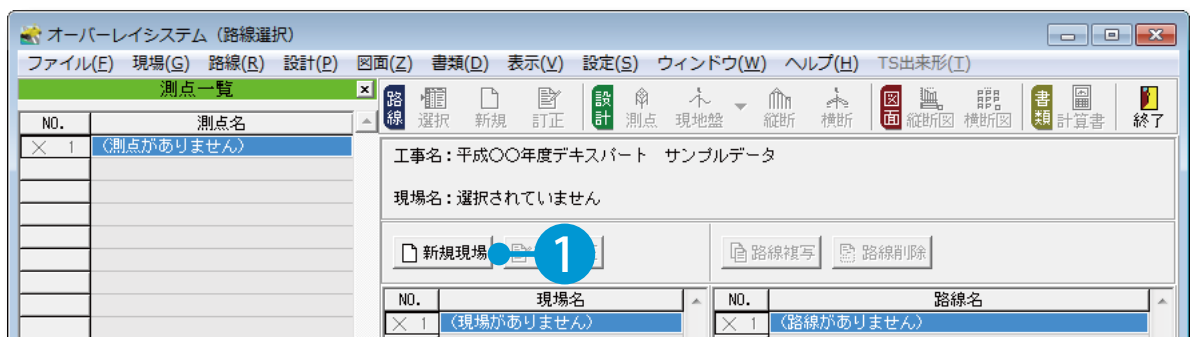 オーバーレイシステム（路線選択）
ファイル(F) 現場(G) 路線(R) 設計(P) 図面(Z) 書類(D) 表示(V) 設定(S) ウィンドウ(W) ヘルプ(H) TS出来形(T)
測点一覧
NO. 測点名
1 （測点がありません）
路線 選択 新規 訂正 設計 測点 現地盤 縦断 横断 図面 縦断図 横断図 書類 計算書 終了
工事名：平成〇〇年度デキスパート サンプルデータ
現場名：選択されていません
新規現場 1 路線複写 路線削除
NO. 現場名 NO. 路線名
1 （現場がありません） 1 （路線がありません）